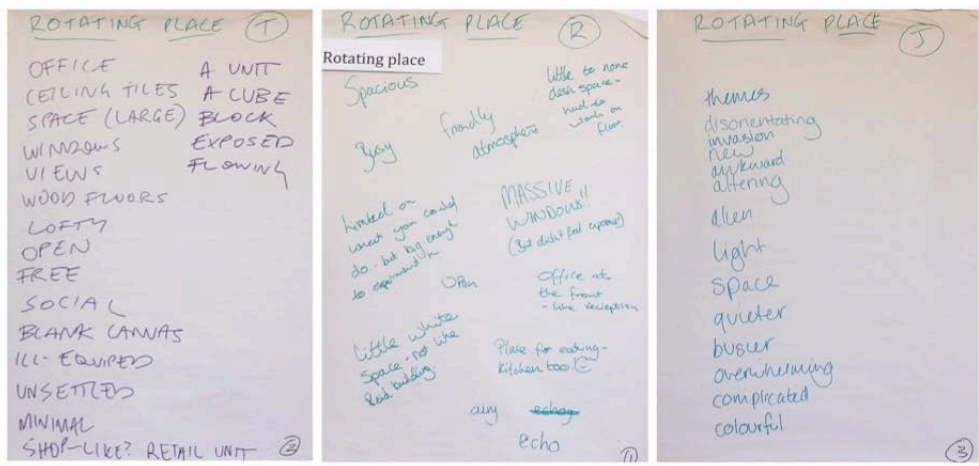 ROTATING PLACE T
OFFICE
CEILING TILES
SPACE (LARGE)
WINDOWS
VIEWS
WOOD FLOORS
LOFTY
OPEN
FREE
SOCIAL
BLANK CANVAS
ILL-EQUIPED
UNSETTLED
MINIMAL
SHOP-LIKE? RETAIL UNIT
A UNIT
A CUBE
BLOCK
EXPOSED
FLOWING
2
ROTATING PLACE R
Rotating place
Spacious
little to none
desk space -
had to
work on
floor
friendly
atmosphere
Busy
MASSIVE
WINDOWS!!
(But didn't feel exposed)
Limited on
what you could
do - but big enough
to experiment in
Open
Office at
the front
- like reception
Little white
space - not like
Reid building.
Place for eating -
kitchen too!
airy
echoy
echo
1
ROTATING PLACE J
themes
disorientating
invasion
new
awkward
altering
alien
light
space
quieter
busier
overwhelming
complicated
colourful
3